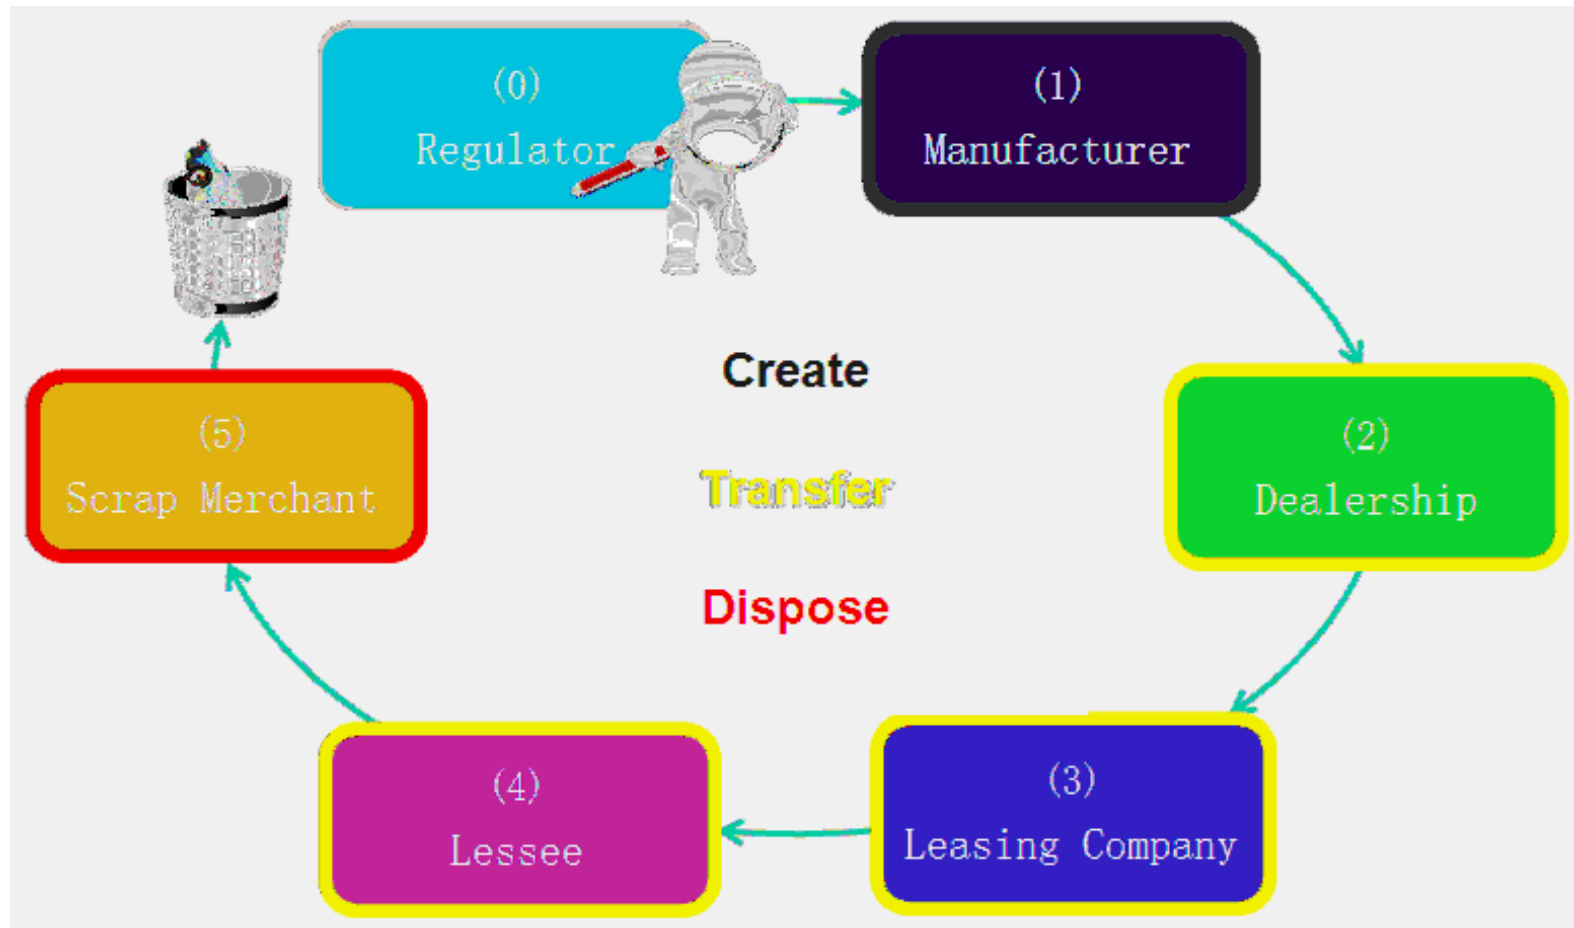 (0)
Regulator
(1)
Manufacturer
Create
(5)
Scrap Merchant
(2)
Dealership
Transfer
Dispose
(4)
Lessee
(3)
Leasing Company